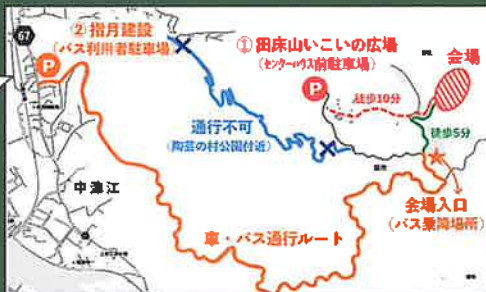 67
② 指月建設
(バス利用者駐車場)
P
① 田床山いこいの広場
(センターハウス前駐車場)
P
会場
徒歩10分
徒歩5分
通行不可
(陶芸の村公園付近)
中津江
会場入口
(バス乗降場所)
車・バス通行ルート